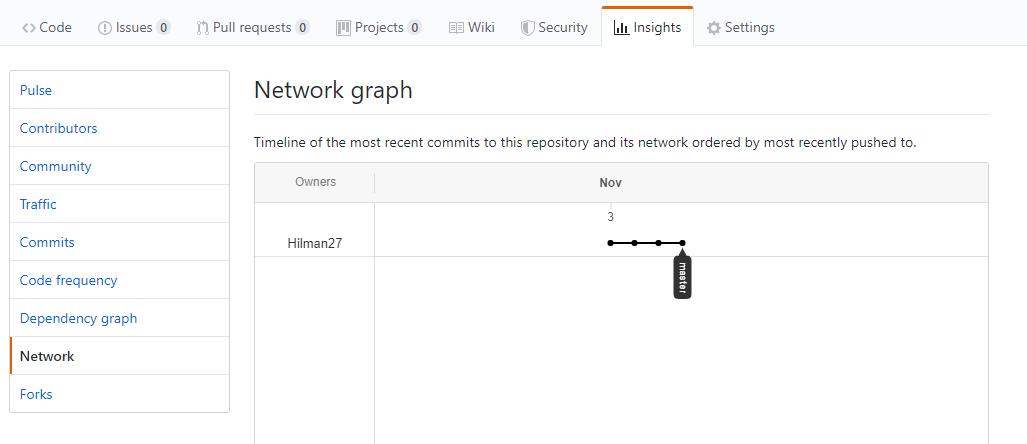 Code Issues 0 Pull requests 0 Projects 0 Wiki Security Insights Settings
Pulse
Contributors
Community
Traffic
Commits
Code frequency
Dependency graph
Network
Forks
Network graph
Timeline of the most recent commits to this repository and its network ordered by most recently pushed to.
Owners Nov
3
Hilman27
master